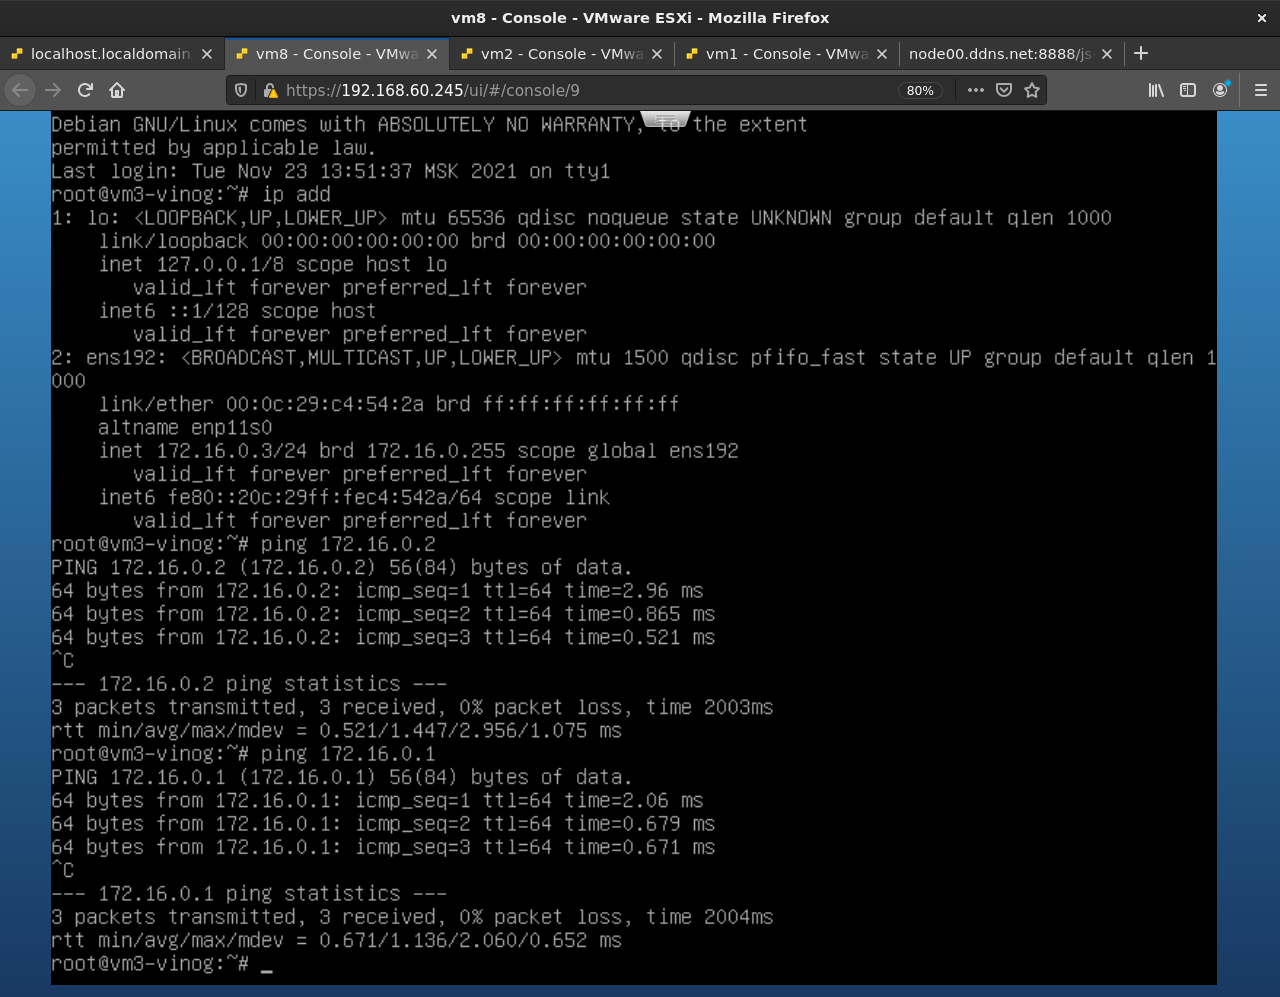 vm8 - Console - VMware ESXi - Mozilla Firefox
localhost.localdomain
vm8 - Console - VMwa
vm2 - Console - VMwa
vm1 - Console - VMwa
node00.ddns.net:8888/js
https://192.168.60.245/ui/#/console/9
80%
Debian GNU/Linux comes with ABSOLUTELY NO WARRANTY, to the extent
permitted by applicable law.
Last login: Tue Nov 23 13:51:37 MSK 2021 on tty1
root@vm3-vinog:~# ip add
1: lo: <LOOPBACK,UP,LOWER_UP> mtu 65536 qdisc noqueue state UNKNOWN group default qlen 1000
    link/loopback 00:00:00:00:00:00 brd 00:00:00:00:00:00
    inet 127.0.0.1/8 scope host lo
       valid_lft forever preferred_lft forever
    inet6 ::1/128 scope host
       valid_lft forever preferred_lft forever
2: ens192: <BROADCAST,MULTICAST,UP,LOWER_UP> mtu 1500 qdisc pfifo_fast state UP group default qlen 1
000
    link/ether 00:0c:29:c4:54:2a brd ff:ff:ff:ff:ff:ff
    altname enp11s0
    inet 172.16.0.3/24 brd 172.16.0.255 scope global ens192
       valid_lft forever preferred_lft forever
    inet6 fe80::20c:29ff:fec4:542a/64 scope link
       valid_lft forever preferred_lft forever
root@vm3-vinog:~# ping 172.16.0.2
PING 172.16.0.2 (172.16.0.2) 56(84) bytes of data.
64 bytes from 172.16.0.2: icmp_seq=1 ttl=64 time=2.96 ms
64 bytes from 172.16.0.2: icmp_seq=2 ttl=64 time=0.865 ms
64 bytes from 172.16.0.2: icmp_seq=3 ttl=64 time=0.521 ms
^C
--- 172.16.0.2 ping statistics ---
3 packets transmitted, 3 received, 0% packet loss, time 2003ms
rtt min/avg/max/mdev = 0.521/1.447/2.956/1.075 ms
root@vm3-vinog:~# ping 172.16.0.1
PING 172.16.0.1 (172.16.0.1) 56(84) bytes of data.
64 bytes from 172.16.0.1: icmp_seq=1 ttl=64 time=2.06 ms
64 bytes from 172.16.0.1: icmp_seq=2 ttl=64 time=0.679 ms
64 bytes from 172.16.0.1: icmp_seq=3 ttl=64 time=0.671 ms
^C
--- 172.16.0.1 ping statistics ---
3 packets transmitted, 3 received, 0% packet loss, time 2004ms
rtt min/avg/max/mdev = 0.671/1.136/2.060/0.652 ms
root@vm3-vinog:~# _